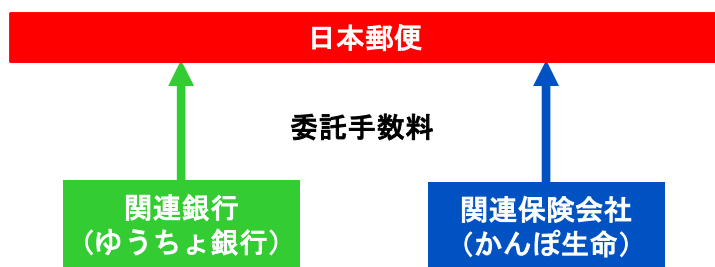 日本郵便
委託手数料
関連銀行
（ゆうちょ銀行）
関連保険会社
（かんぽ生命）